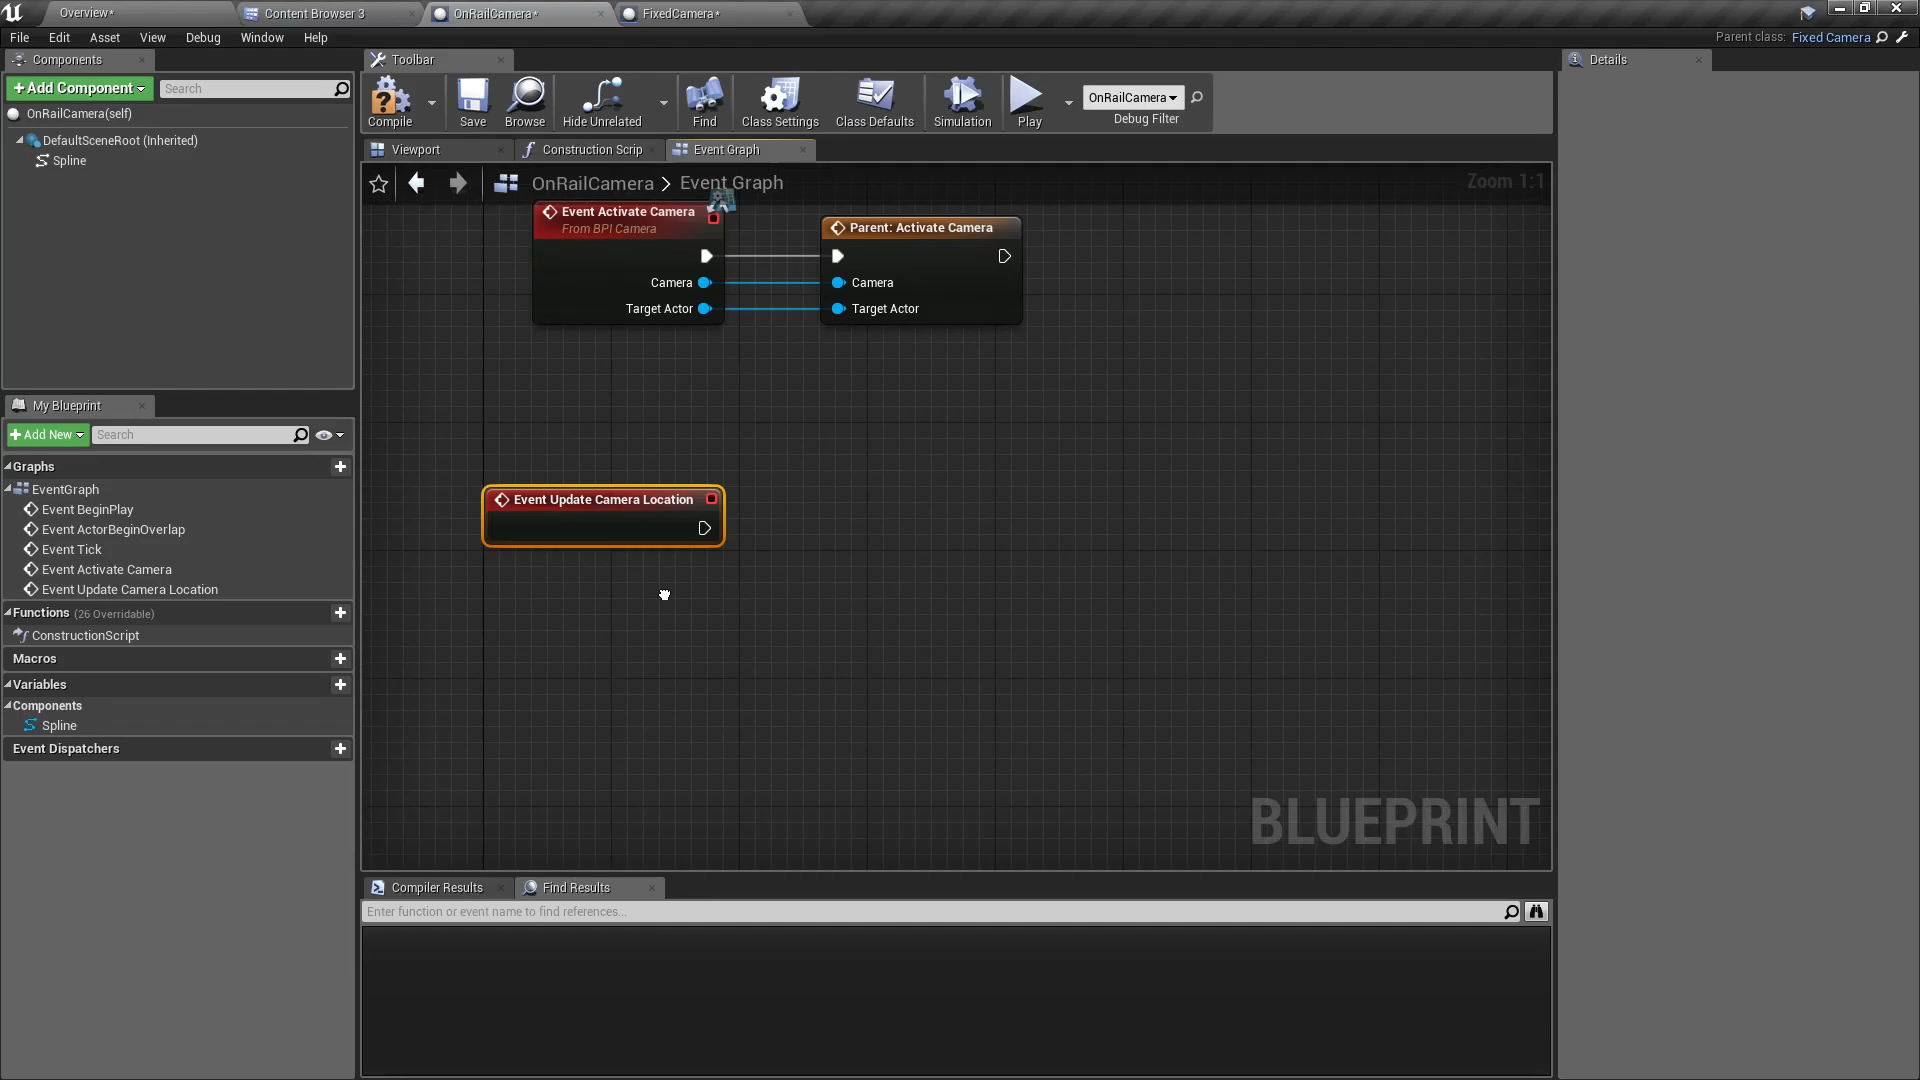 Overview*
Content Browser 3
OnRailCamera*
FixedCamera*
File Edit Asset View Debug Window Help
Parent class: Fixed Camera
Components
Toolbar
Details
+Add Component
Search
Compile
Save
Browse
Hide Unrelated
Find
Class Settings
Class Defaults
Simulation
Play
OnRailCamera
Debug Filter
OnRailCamera(self)
DefaultSceneRoot (Inherited)
Spline
Viewport
Construction Scrip
Event Graph
OnRailCamera > Event Graph
Zoom 1:1
Event Activate Camera
From BPI Camera
Camera
Target Actor
Parent: Activate Camera
Camera
Target Actor
My Blueprint
+Add New
Search
Graphs
EventGraph
Event BeginPlay
Event ActorBeginOverlap
Event Tick
Event Activate Camera
Event Update Camera Location
Functions (26 Overridable)
ConstructionScript
Macros
Variables
Components
Spline
Event Dispatchers
Event Update Camera Location
BLUEPRINT
Compiler Results
Find Results
Enter function or event name to find references...